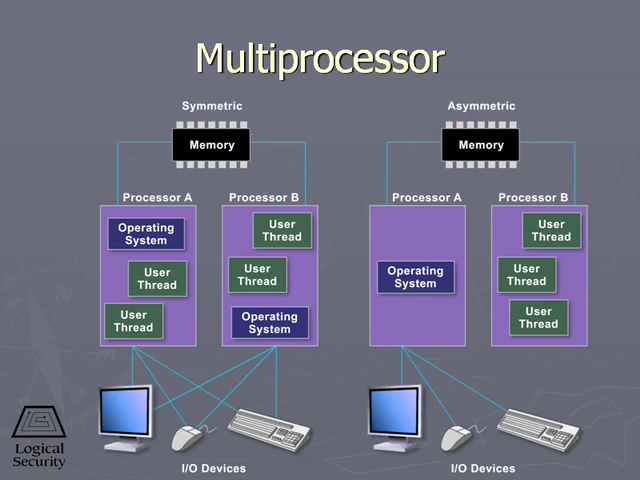 Multiprocessor
Symmetric
Memory
Processor A
Processor B
Operating
System
User
Thread
User
Thread
User
Thread
User
Thread
Operating
System
I/O Devices
Asymmetric
Memory
Processor A
Processor B
Operating
System
User
Thread
User
Thread
User
Thread
I/O Devices
Logical
Security